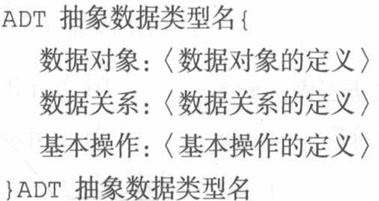 ADT 抽象数据类型名{
数据对象:〈数据对象的定义〉
数据关系:〈数据关系的定义〉
基本操作:〈基本操作的定义〉
}ADT 抽象数据类型名